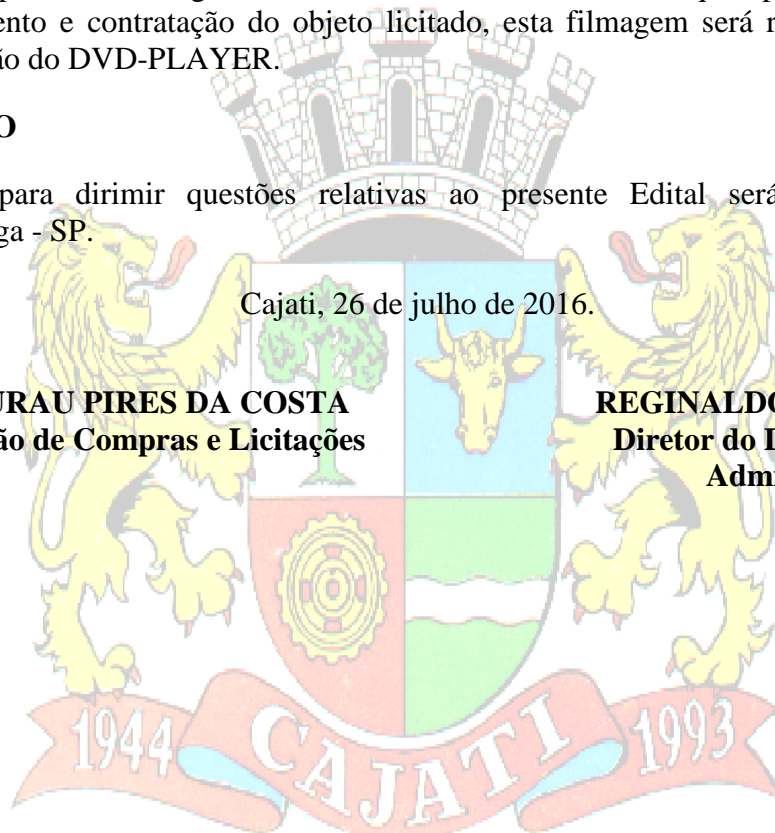 ento e contratação do objeto licitado, esta filmagem será
ão do DVD-PLAYER.
O
para dirimir questões relativas ao presente Edital será
ga - SP.
Cajati, 26 de julho de 2016.
URAU PIRES DA COSTA REGINALDO
ão de Compras e Licitações Diretor do
Admi
1944 CAJATI 1993